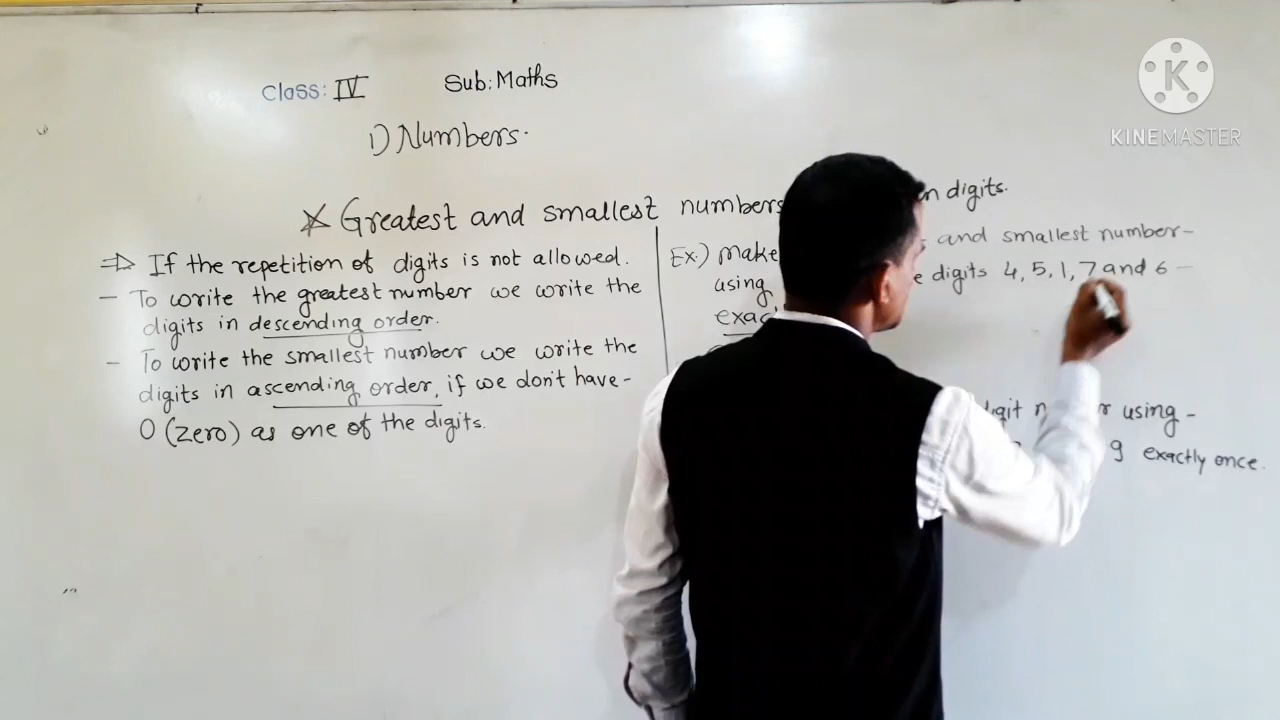 Class: IV Sub: Maths
1) Numbers.
Greatest and smallest numbers n digits.
⇒ If the repetition of digits is not allowed.
- To write the greatest number we write the
digits in descending order.
- To write the smallest number we write the
digits in ascending order, if we don't have -
0 (zero) as one of the digits.
Ex.) Make and smallest number -
using digits 4, 5, 1, 7 and 6 -
using -
9 exactly once.
KINEMASTER